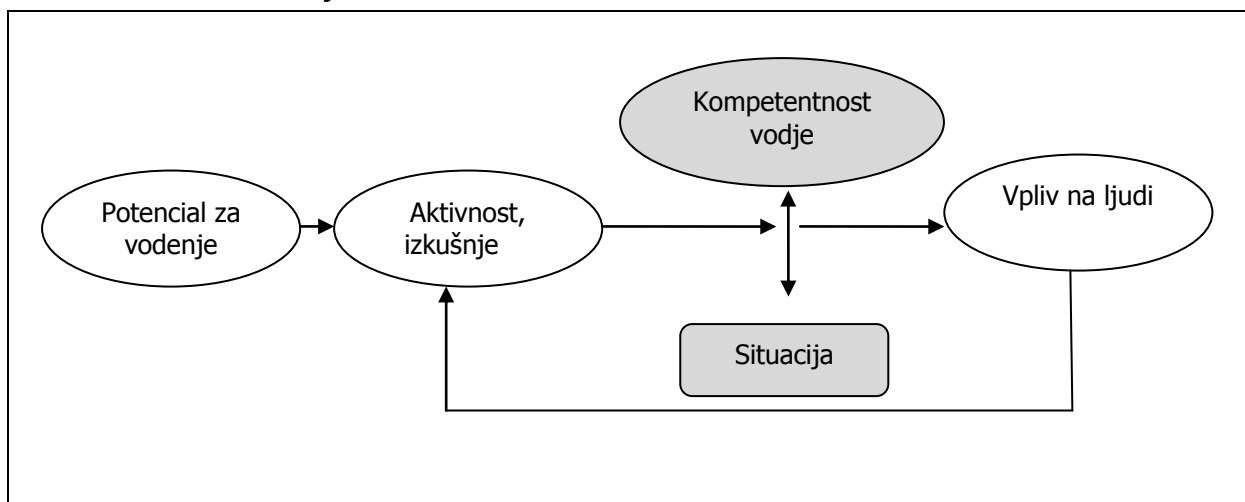 Potencial za
vodenje
Aktivnost,
izkušnje
Kompetentnost
vodje
Situacija
Vpliv na ljudi